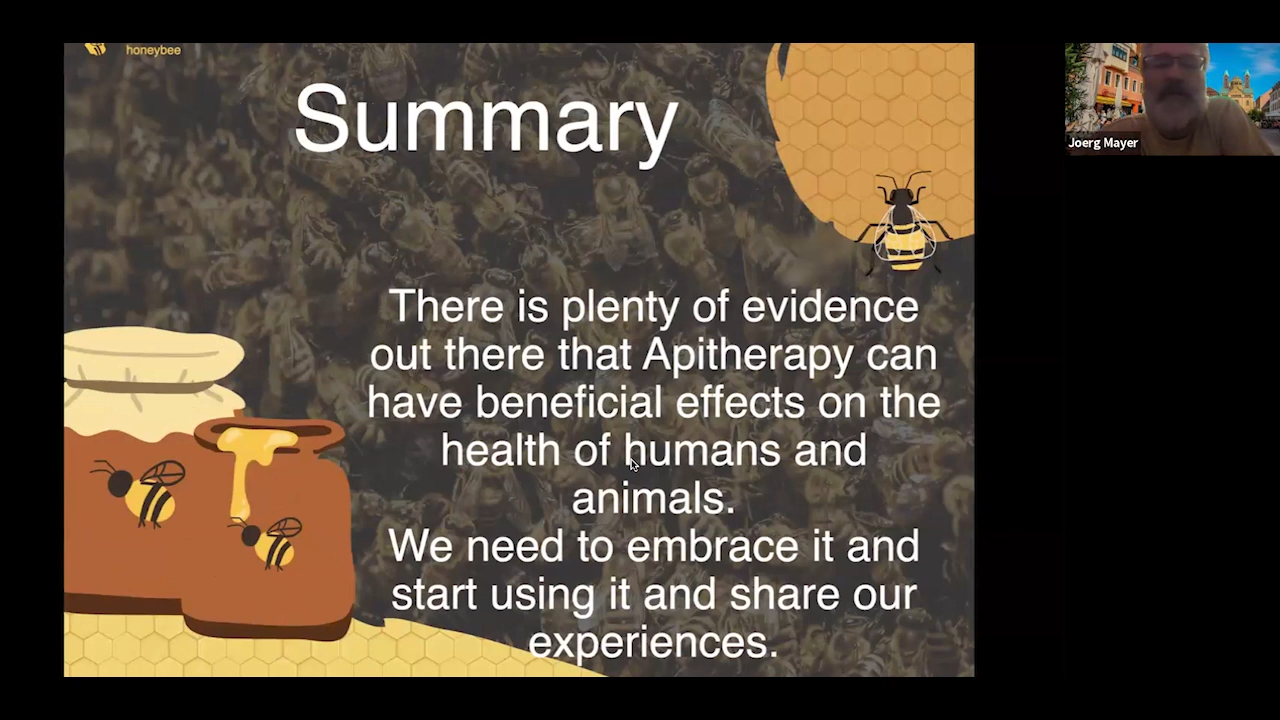 honeybee
Summary
Joerg Mayer
There is plenty of evidence
out there that Apitherapy can
have beneficial effects on the
health of humans and
animals.
We need to embrace it and
start using it and share our
experiences.